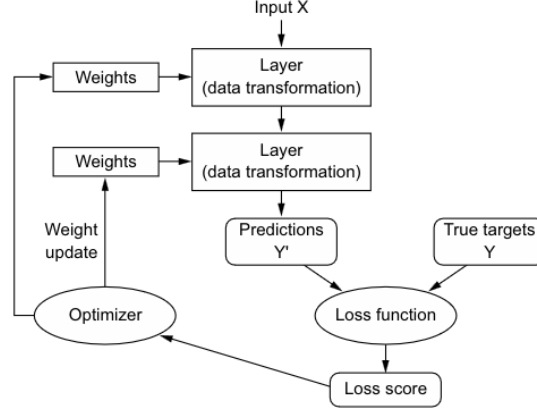 Input X
Weights
Layer
(data transformation)
Weights
Layer
(data transformation)
Weight
update
Predictions
Y'
True targets
Y
Optimizer
Loss function
Loss score